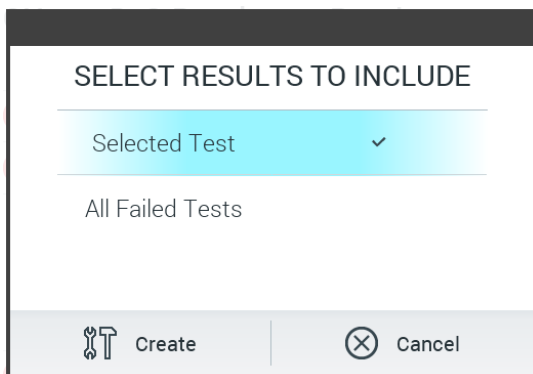 SELECT RESULTS TO INCLUDE
Selected Test
All Failed Tests
Create
Cancel